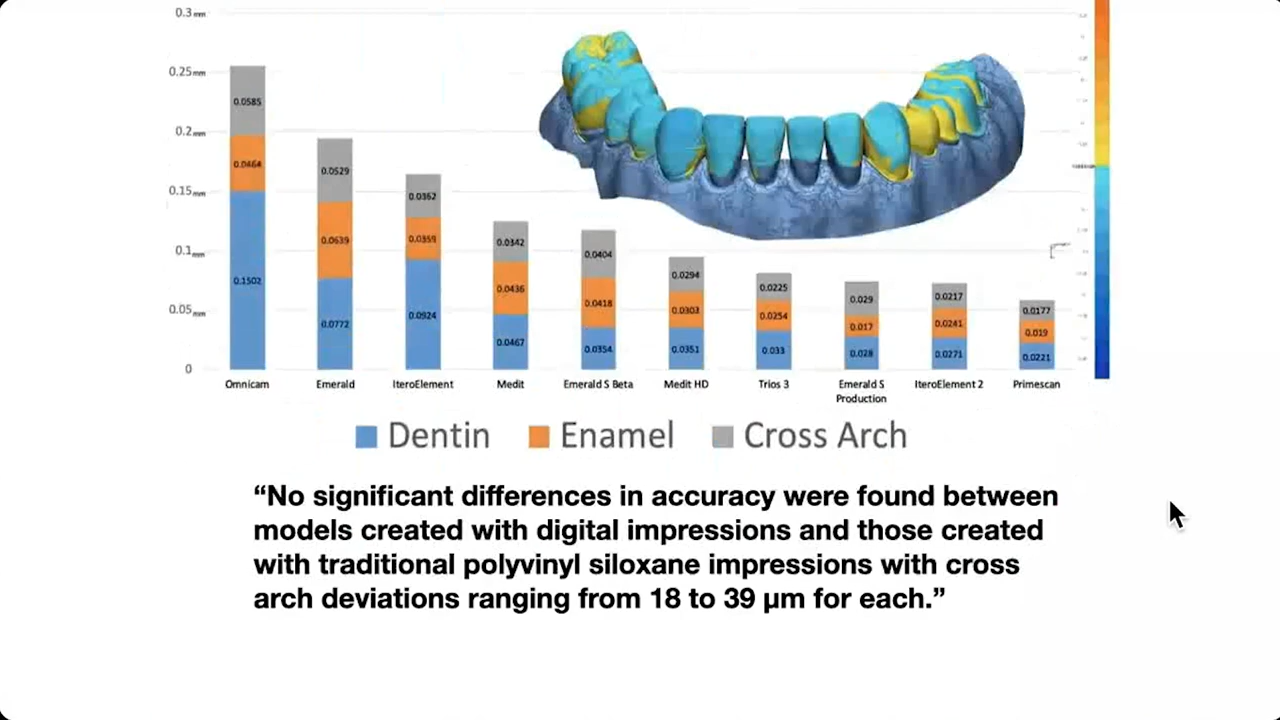 0.3 mm
0.25 mm
0.2 mm
0.15 mm
0.1 mm
0.05 mm
0
0.0585
0.0464
0.1502
0.0529
0.0639
0.0772
0.0362
0.0359
0.0924
0.0342
0.0436
0.0467
0.0404
0.0418
0.0354
0.0294
0.0303
0.0351
0.0225
0.0254
0.033
0.029
0.017
0.028
0.0217
0.0241
0.0271
0.0177
0.019
0.0221
Omnicam
Emerald
IteroElement
Medit
Emerald S Beta
Medit HD
Trios 3
Emerald S
Production
IteroElement 2
Primescan
Dentin Enamel Cross Arch
“No significant differences in accuracy were found between
models created with digital impressions and those created
with traditional polyvinyl siloxane impressions with cross
arch deviations ranging from 18 to 39 µm for each.”